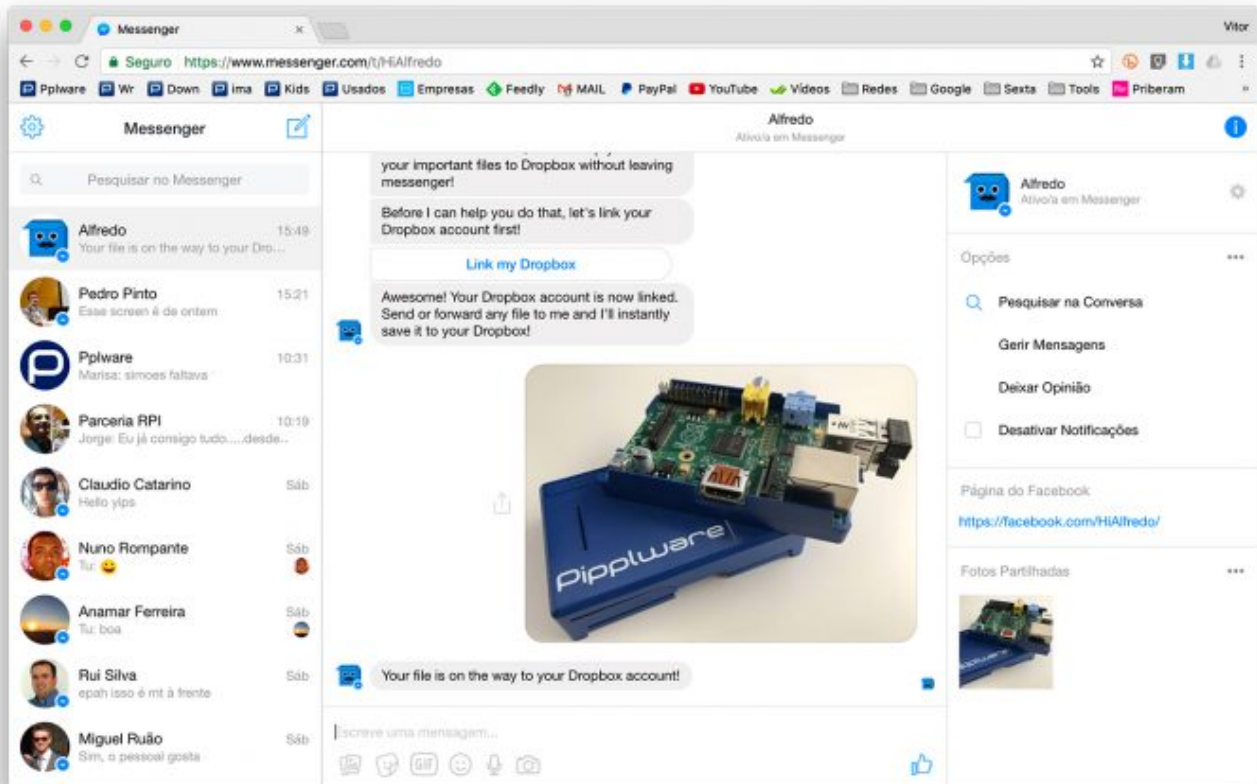 Messenger
Vitor
Seguro https://www.messenger.com/t/HiAlfredo
Pplware Wr Down ima Kids Usados Empresas Feedly MAIL PayPal YouTube Vídeos Redes Google Sexta Tools Priberam
Messenger
Pesquisar no Messenger
Alfredo 15:49
Your file is on the way to your Dro...
Pedro Pinto 15:21
Esse screen é de ontem
Pplware 10:31
Marisa: simoes faltava
Parceria RPI 10:19
Jorge: Eu já consigo tudo.....desde..
Claudio Catarino Sáb
Hello yips
Nuno Rompante Sáb
Tu: 😀
Anamar Ferreira Sáb
Tu: boa
Rui Silva Sáb
epah isso é mt à frente
Miguel Ruão Sáb
Sim, o pessoal gosta
Alfredo
Ativo/a em Messenger
your important files to Dropbox without leaving
messenger!
Before I can help you do that, let's link your
Dropbox account first!
Link my Dropbox
Awesome! Your Dropbox account is now linked.
Send or forward any file to me and I'll instantly
save it to your Dropbox!
Pipplware
Your file is on the way to your Dropbox account!
Escreve uma mensagem...
GIF
Alfredo
Ativo/a em Messenger
Opções
Pesquisar na Conversa
Gerir Mensagens
Deixar Opinião
Desativar Notificações
Página do Facebook
https://facebook.com/HiAlfredo/
Fotos Partilhadas